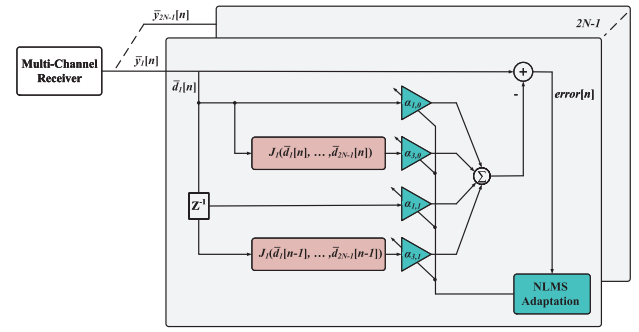 ȳ2N-1[n]
2N-1
Multi-Channel
Receiver
ȳ1[n]
+
-
d̄1[n]
error[n]
α1,0
J1(d̄1[n], … ,d̄2N-1[n])
α3,0
Σ
Z-1
α1,1
J1(d̄1[n-1], … ,d̄2N-1[n-1])
α3,1
NLMS
Adaptation